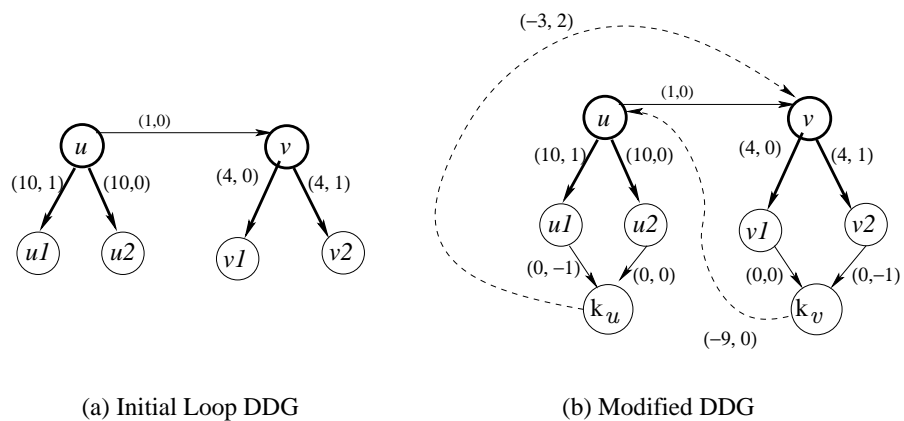 (−3, 2)
(1,0)
u
v
(10, 1)
(10,0)
(4, 0)
(4, 1)
u1
u2
v1
v2
(1,0)
u
v
(10, 1)
(10,0)
(4, 0)
(4, 1)
u1
u2
v1
v2
(0, −1)
(0, 0)
(0,0)
(0,−1)
ku
kv
(−9, 0)
(a) Initial Loop DDG
(b) Modified DDG